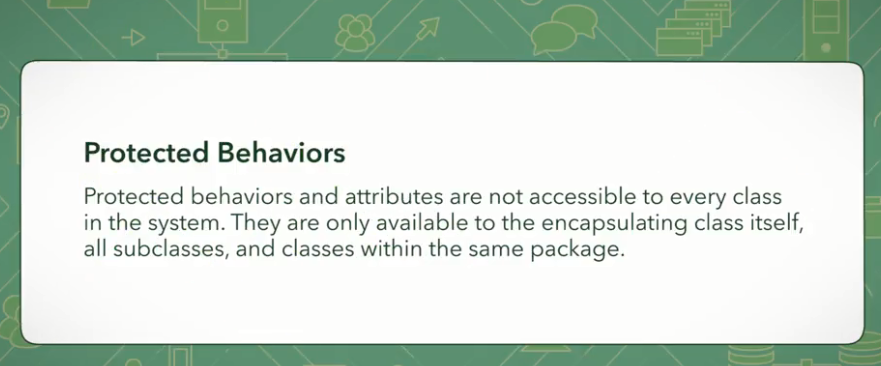 Protected Behaviors
Protected behaviors and attributes are not accessible to every class
in the system. They are only available to the encapsulating class itself,
all subclasses, and classes within the same package.